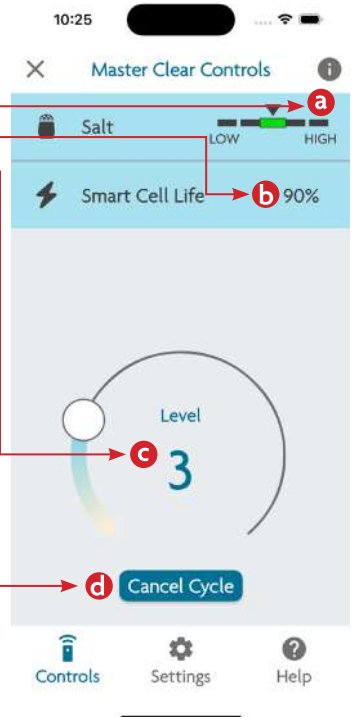 10:25
Master Clear Controls
a
Salt
LOW HIGH
Smart Cell Life b 90%
Level
c 3
d Cancel Cycle
Controls Settings Help